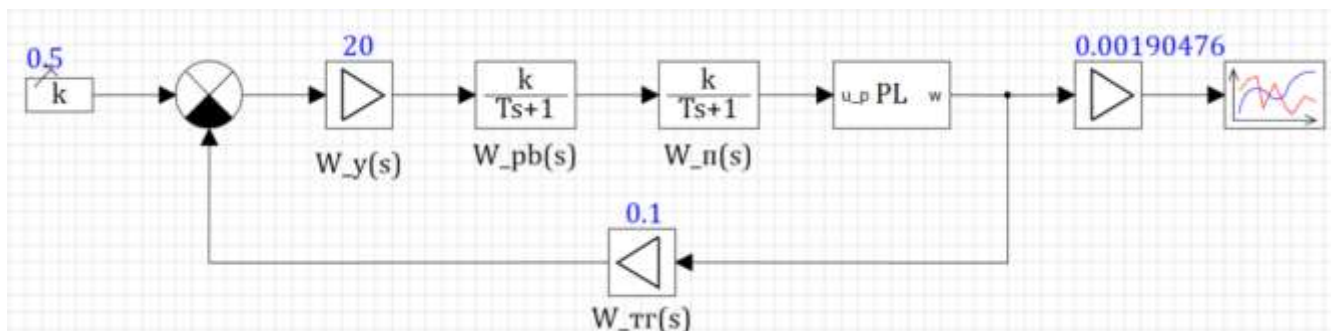 0.5
k
20
W_y(s)
k
Ts+1
W_pb(s)
k
Ts+1
W_п(s)
u_p PL w
0.00190476
0.1
W_тг(s)